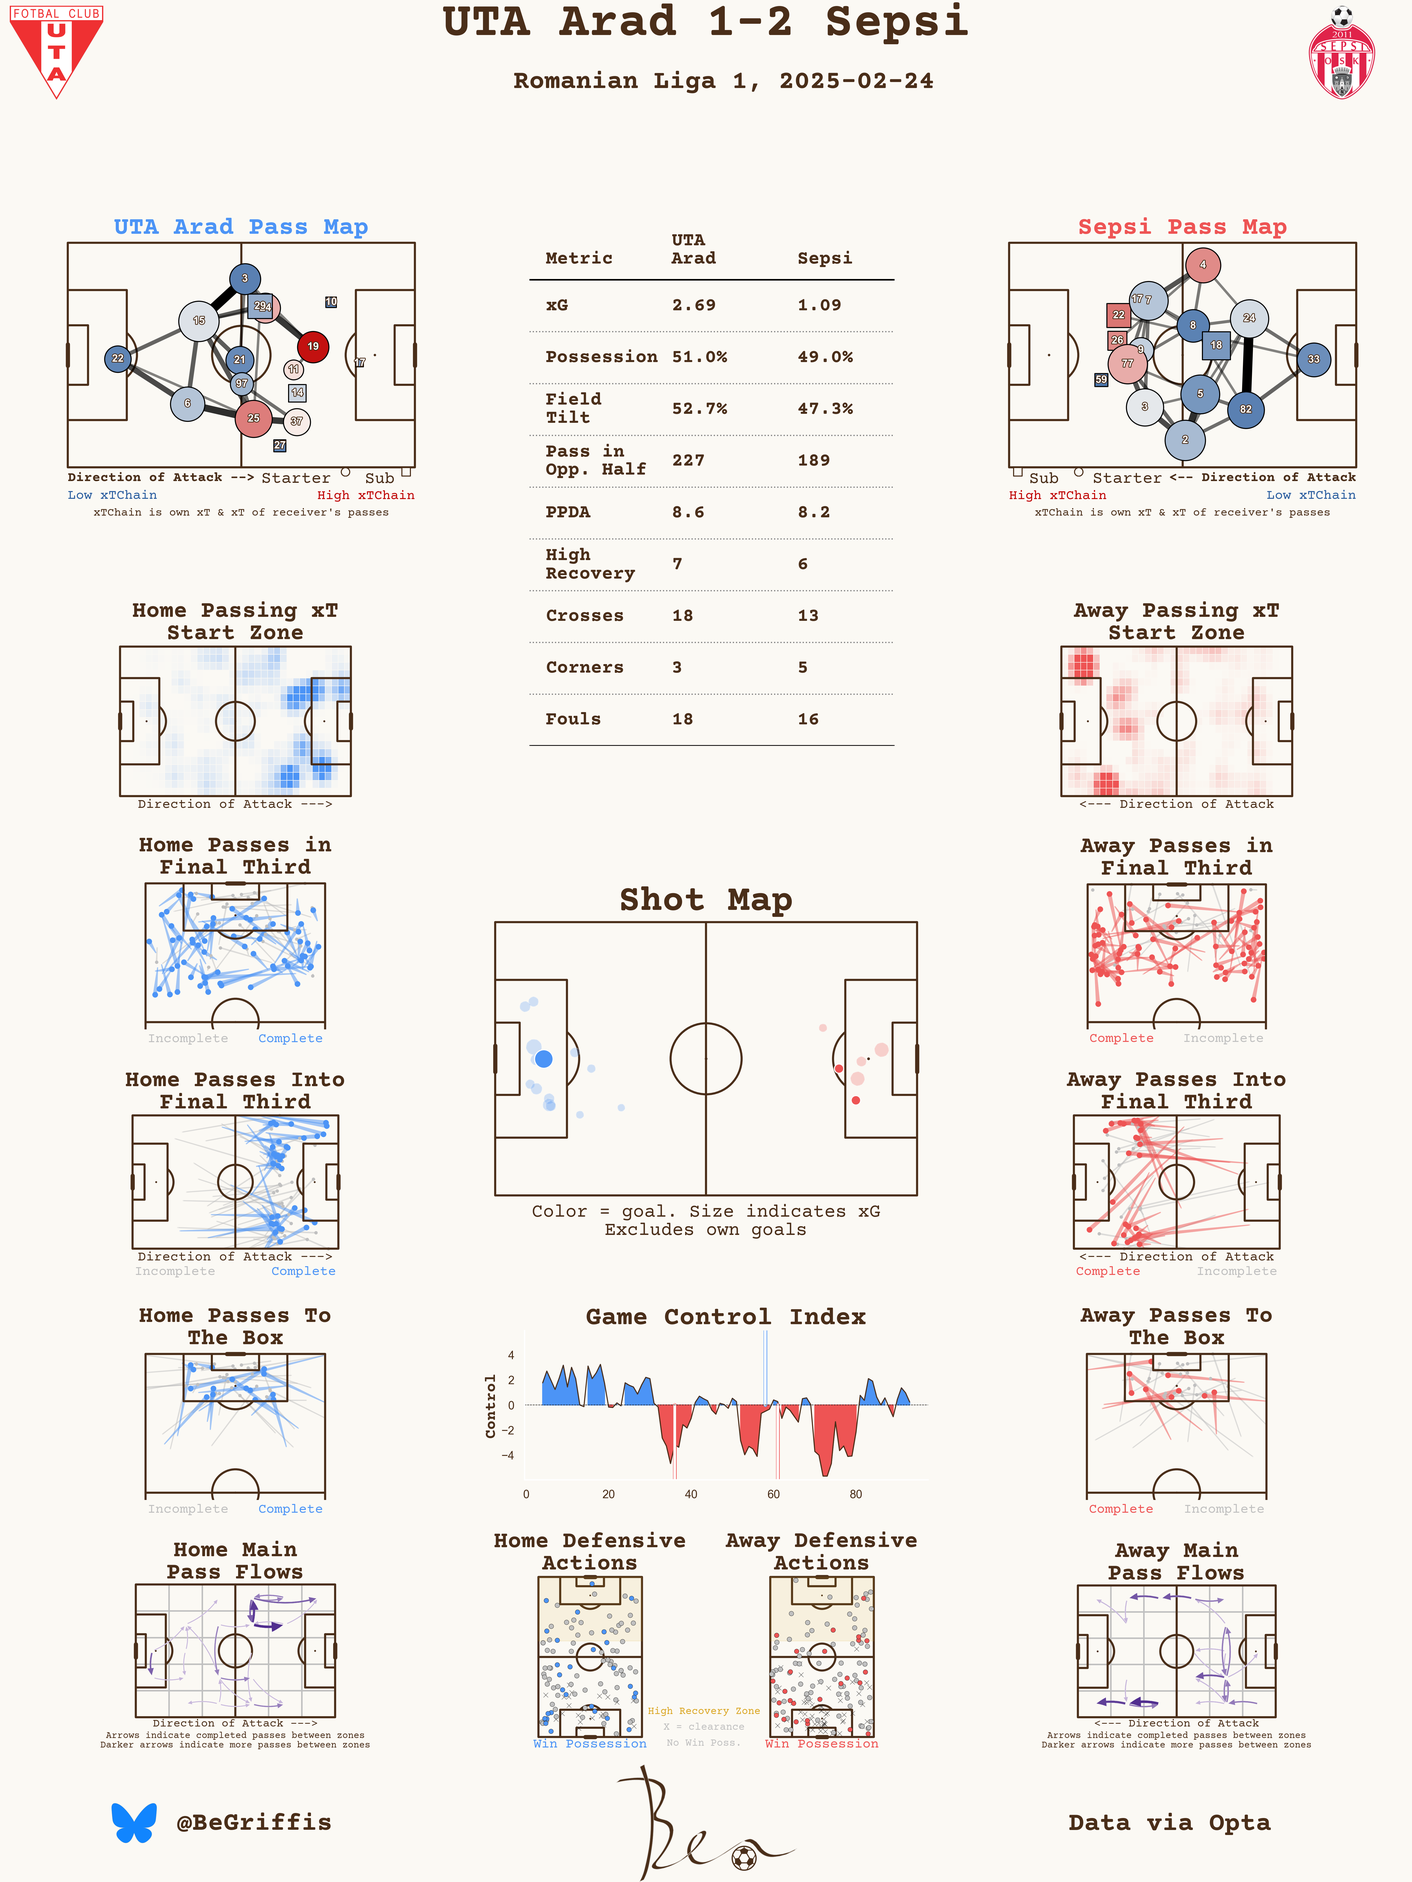 FOTBAL CLUB
UTA
UTA Arad 1-2 Sepsi
Romanian Liga 1, 2025-02-24
2011
SEPSI
OSK
UTA Arad Pass Map
3
29
24
10
15
19
22
21
11
17
97
14
6
25
37
27
Direction of Attack --> Starter Sub
Low xTChain High xTChain
xTChain is own xT & xT of receiver's passes
Metric UTA Arad Sepsi
xG 2.69 1.09
Possession 51.0% 49.0%
Field Tilt 52.7% 47.3%
Pass in Opp. Half 227 189
PPDA 8.6 8.2
High Recovery 7 6
Crosses 18 13
Corners 3 5
Fouls 18 16
Sepsi Pass Map
4
17
7
22
24
8
26
9
18
33
77
59
5
3
82
2
Sub Starter <-- Direction of Attack
High xTChain Low xTChain
xTChain is own xT & xT of receiver's passes
Home Passing xT
Start Zone
Direction of Attack --->
Away Passing xT
Start Zone
<--- Direction of Attack
Home Passes in
Final Third
Incomplete Complete
Away Passes in
Final Third
Complete Incomplete
Shot Map
Color = goal. Size indicates xG
Excludes own goals
Home Passes Into
Final Third
Direction of Attack --->
Incomplete Complete
Away Passes Into
Final Third
<--- Direction of Attack
Complete Incomplete
Home Passes To
The Box
Incomplete Complete
Game Control Index
Control
4
2
0
−2
−4
0 20 40 60 80
Away Passes To
The Box
Complete Incomplete
Home Main
Pass Flows
Direction of Attack --->
Arrows indicate completed passes between zones
Darker arrows indicate more passes between zones
Home Defensive
Actions
Win Possession
Away Defensive
Actions
Win Possession
High Recovery Zone
X = clearance
No Win Poss.
Away Main
Pass Flows
<--- Direction of Attack
Arrows indicate completed passes between zones
Darker arrows indicate more passes between zones
@BeGriffis
Ben
Data via Opta